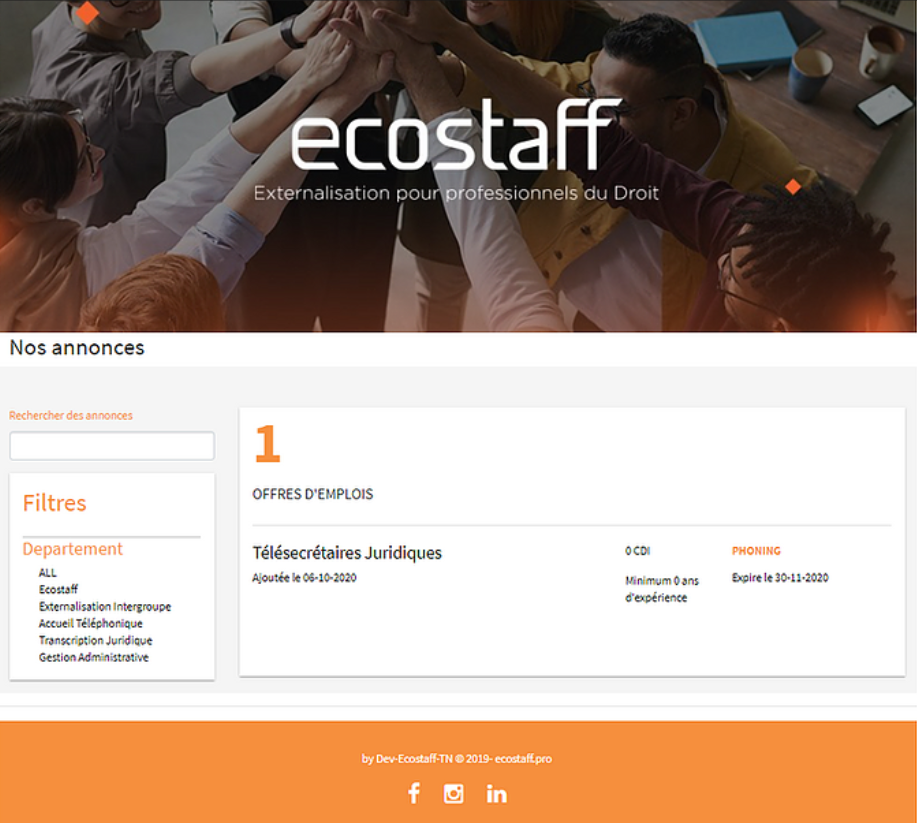 ecostaff
Externalisation pour professionnels du Droit
Nos annonces
Rechercher des annonces
Filtres
Departement
ALL
Ecostaff
Externalisation Intergroupe
Accueil Téléphonique
Transcription Juridique
Gestion Administrative
1
OFFRES D'EMPLOIS
Télésecrétaires Juridiques
Ajoutée le 06-10-2020
0 CDI
Minimum 0 ans
d'expérience
PHONING
Expire le 30-11-2020
by Dev-Ecostaff-TN © 2019- ecostaff.pro